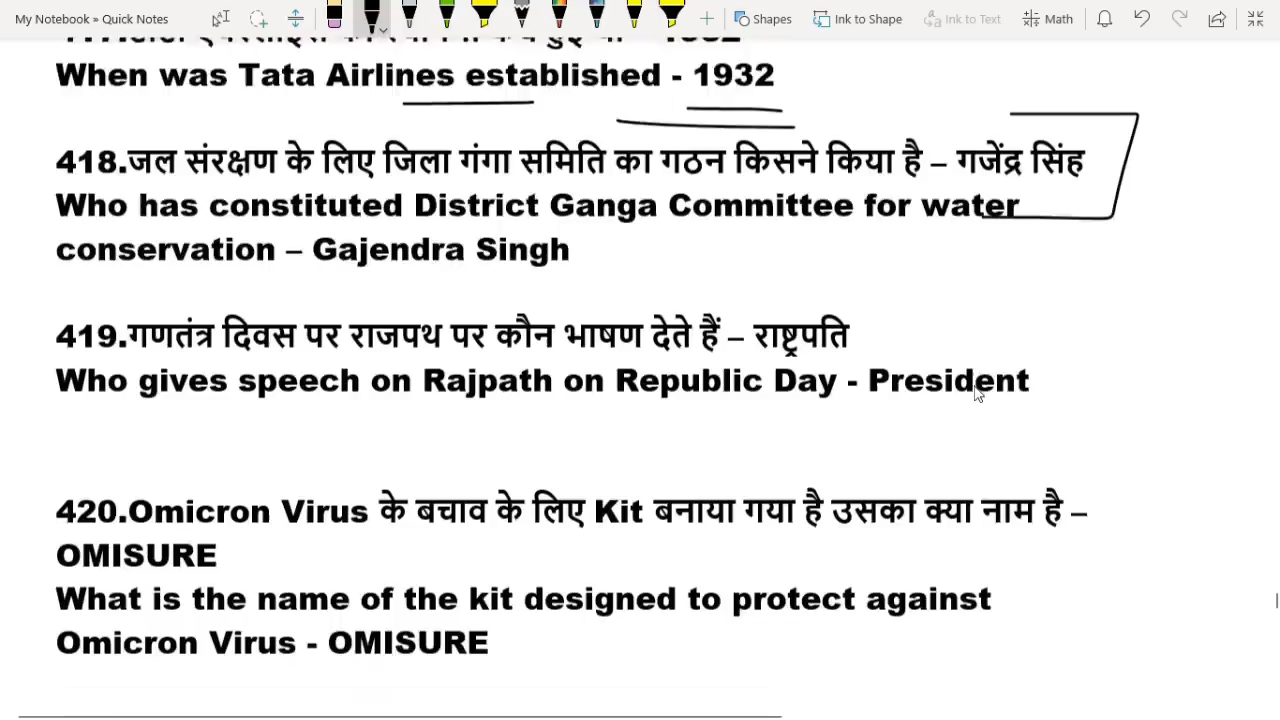 My Notebook » Quick Notes
Shapes
Ink to Shape
Ink to Text
Math
When was Tata Airlines established - 1932
418.जल संरक्षण के लिए जिला गंगा समिति का गठन किसने किया है – गजेंद्र सिंह
Who has constituted District Ganga Committee for water
conservation – Gajendra Singh
419.गणतंत्र दिवस पर राजपथ पर कौन भाषण देते हैं – राष्ट्रपति
Who gives speech on Rajpath on Republic Day - President
420.Omicron Virus के बचाव के लिए Kit बनाया गया है उसका क्या नाम है –
OMISURE
What is the name of the kit designed to protect against
Omicron Virus - OMISURE